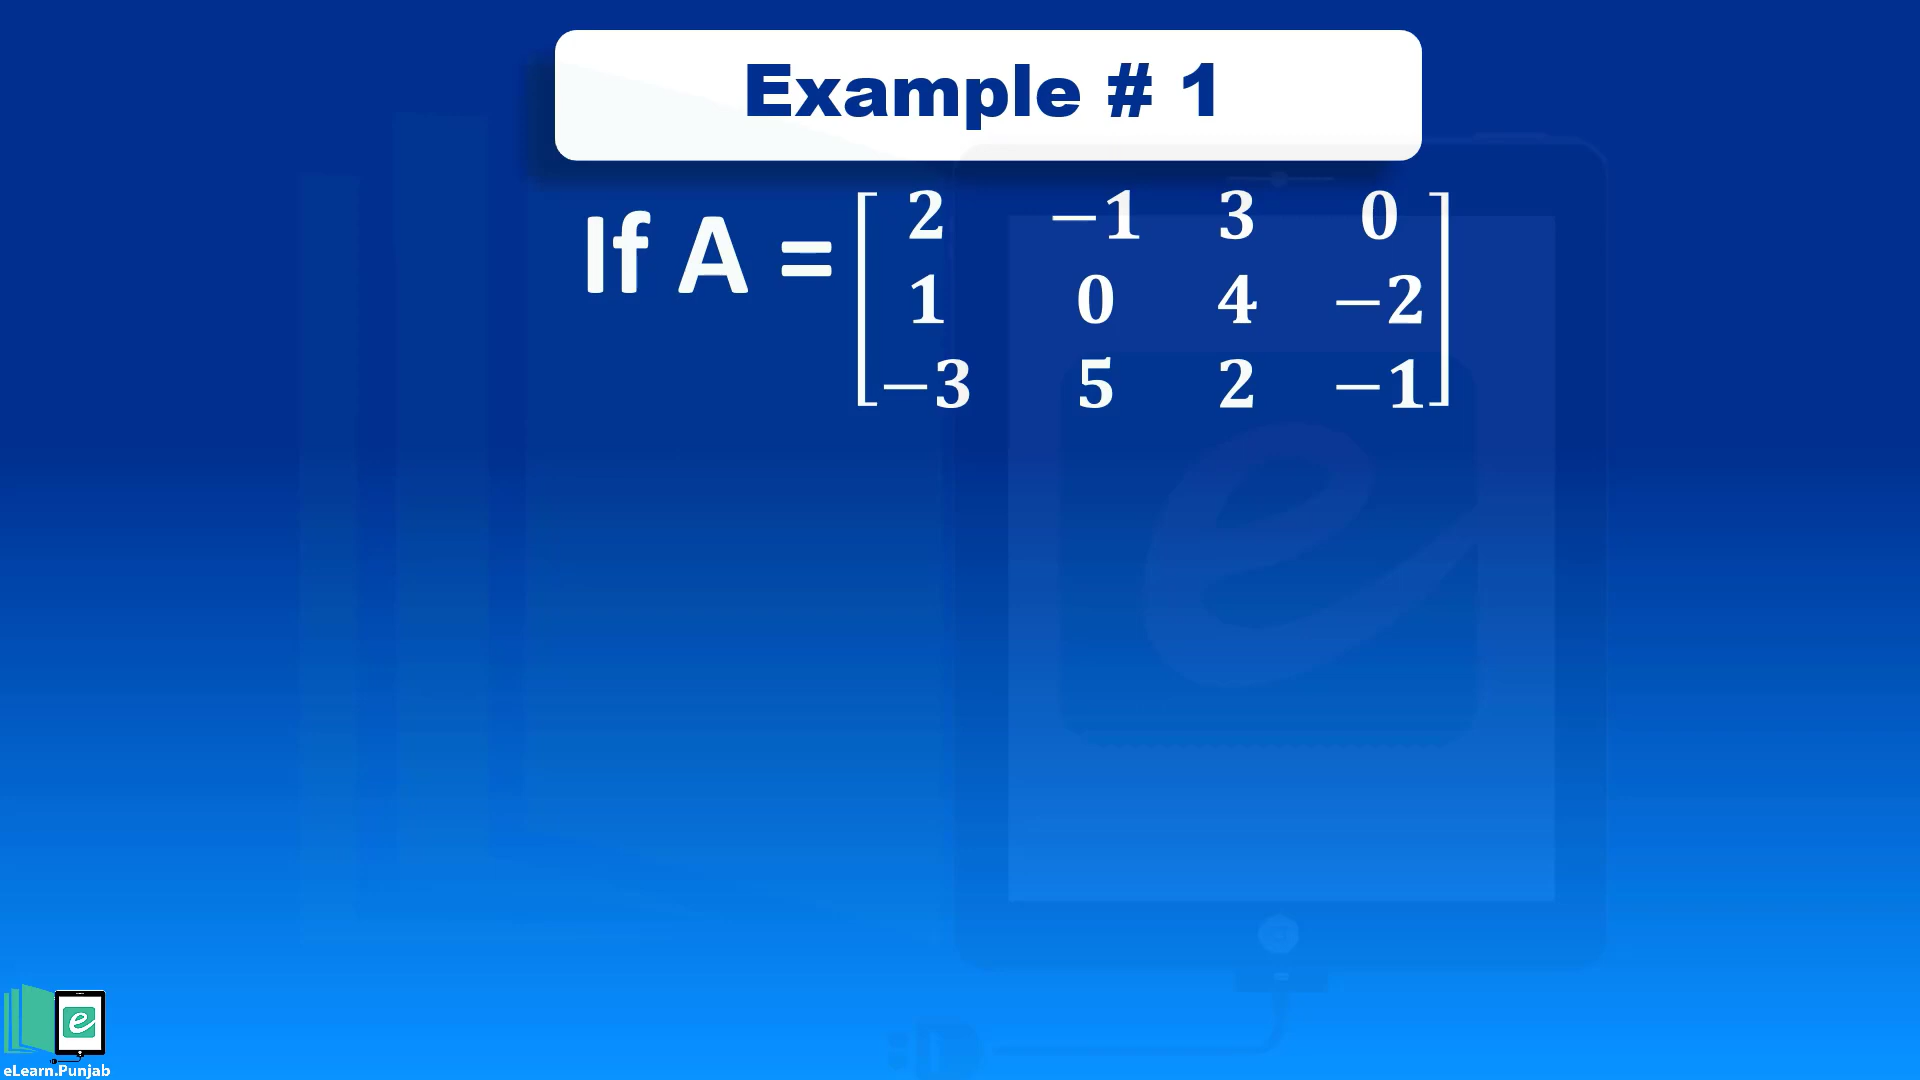 Example # 1
If A = [ 2 −1 3 0
1 0 4 −2
−3 5 2 −1 ]
eLearn.Punjab